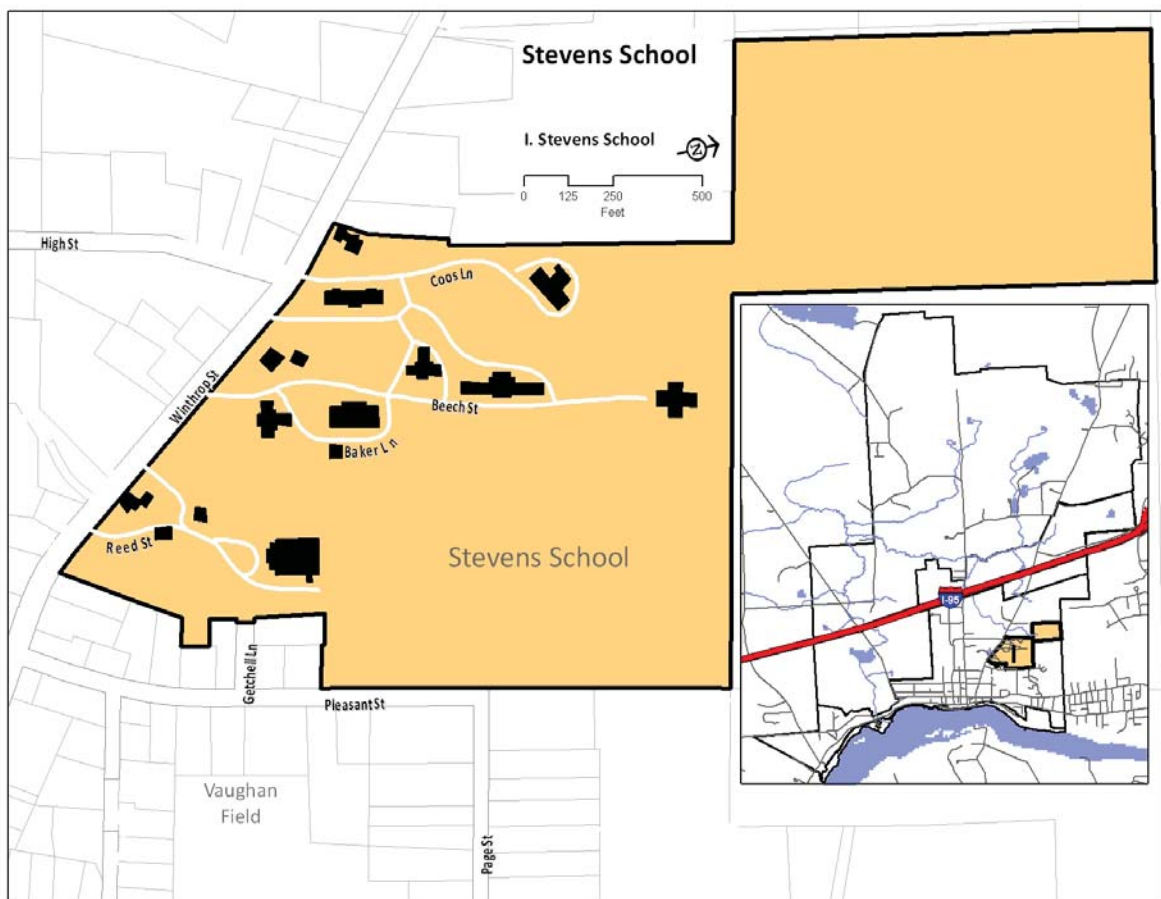 Stevens School
I. Stevens School
N
0 125 250 500
Feet
High St
Coos Ln
Winthrop St
Beech St
Baker Ln
Reed St
Stevens School
I-95
I
Getchell Ln
Pleasant St
Vaughan
Field
Page St